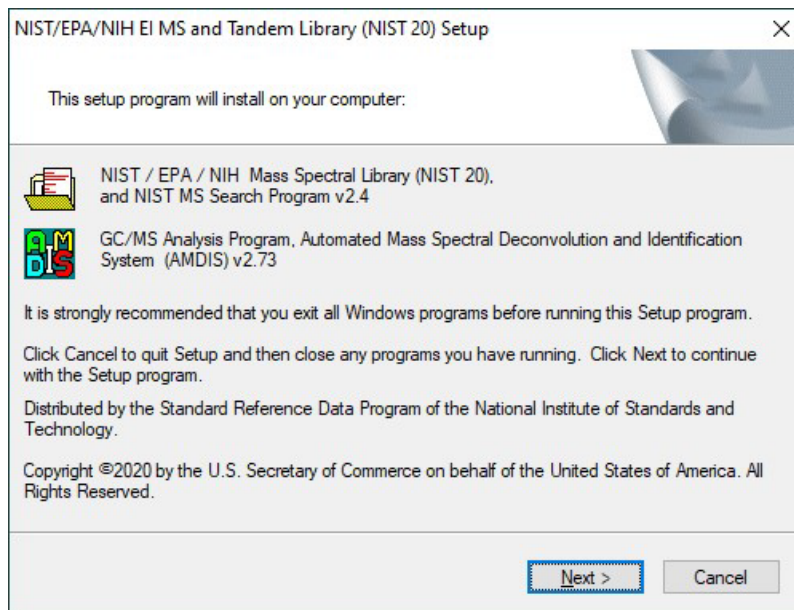 NIST/EPA/NIH EI MS and Tandem Library (NIST 20) Setup
This setup program will install on your computer:
NIST / EPA / NIH  Mass Spectral Library (NIST 20),
and NIST MS Search Program v2.4
AMDIS
GC/MS Analysis Program, Automated Mass Spectral Deconvolution and Identification
System  (AMDIS) v2.73
It is strongly recommended that you exit all Windows programs before running this Setup program.
Click Cancel to quit Setup and then close any programs you have running.  Click Next to continue
with the Setup program.
Distributed by the Standard Reference Data Program of the National Institute of Standards and
Technology.
Copyright ©2020 by the U.S. Secretary of Commerce on behalf of the United States of America. All
Rights Reserved.
Next >
Cancel